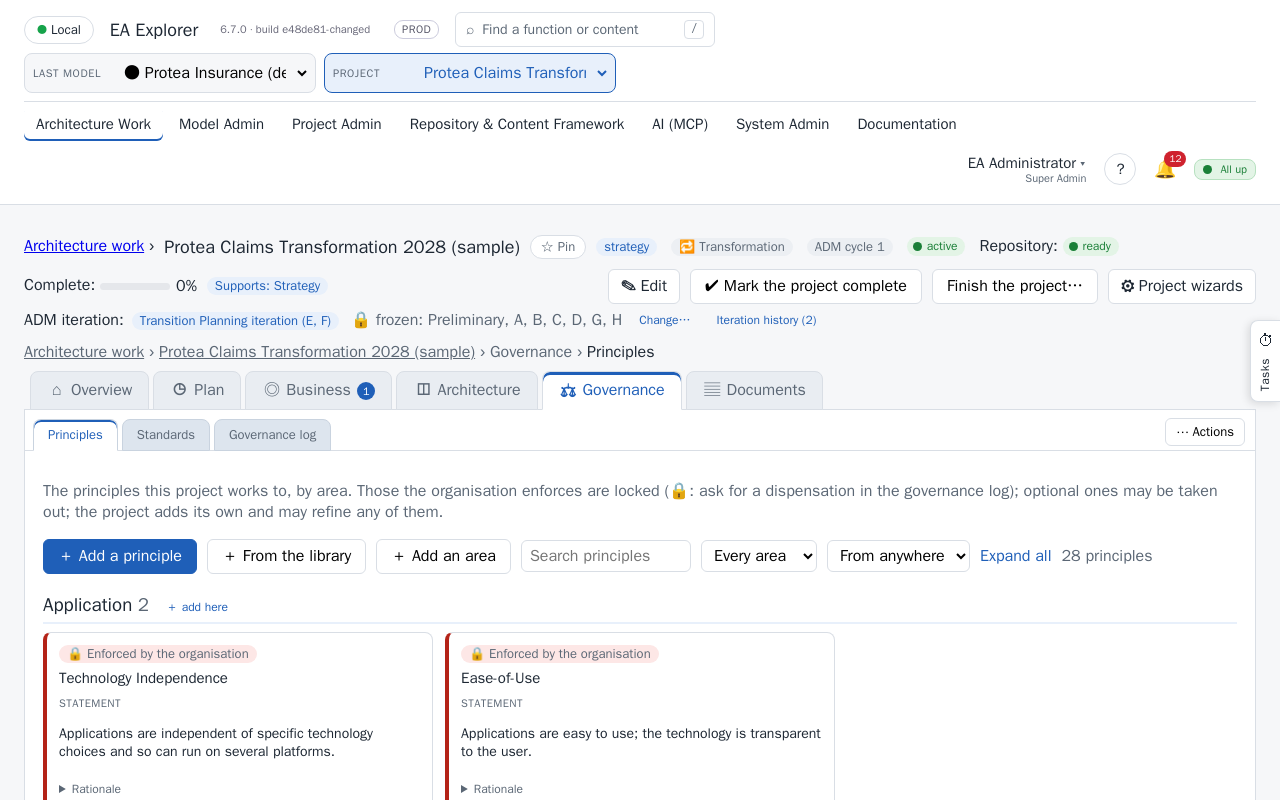 Local EA Explorer 6.7.0 · build e48de81-changed PROD Find a function or content /
LAST MODEL Protea Insurance (de PROJECT Protea Claims Transfor
Architecture Work Model Admin Project Admin Repository & Content Framework AI (MCP) System Admin Documentation
EA Administrator ▾ ? 12 All up
Super Admin
Architecture work › Protea Claims Transformation 2028 (sample) ☆ Pin strategy 🔁 Transformation ADM cycle 1 active Repository: ready
Complete: 0% Supports: Strategy ✎ Edit ✔ Mark the project complete Finish the project··· ⚙ Project wizards
ADM iteration: Transition Planning iteration (E, F) 🔒 frozen: Preliminary, A, B, C, D, G, H Change··· Iteration history (2)
Tasks
Architecture work › Protea Claims Transformation 2028 (sample) › Governance › Principles
Overview Plan Business 1 Architecture Governance Documents
Principles Standards Governance log ··· Actions
The principles this project works to, by area. Those the organisation enforces are locked (🔒: ask for a dispensation in the governance log); optional ones may be taken
out; the project adds its own and may refine any of them.
+ Add a principle + From the library + Add an area Search principles Every area From anywhere Expand all 28 principles
Application 2 + add here
🔒 Enforced by the organisation
Technology Independence
STATEMENT
Applications are independent of specific technology
choices and so can run on several platforms.
▶ Rationale
🔒 Enforced by the organisation
Ease-of-Use
STATEMENT
Applications are easy to use; the technology is transparent
to the user.
▶ Rationale